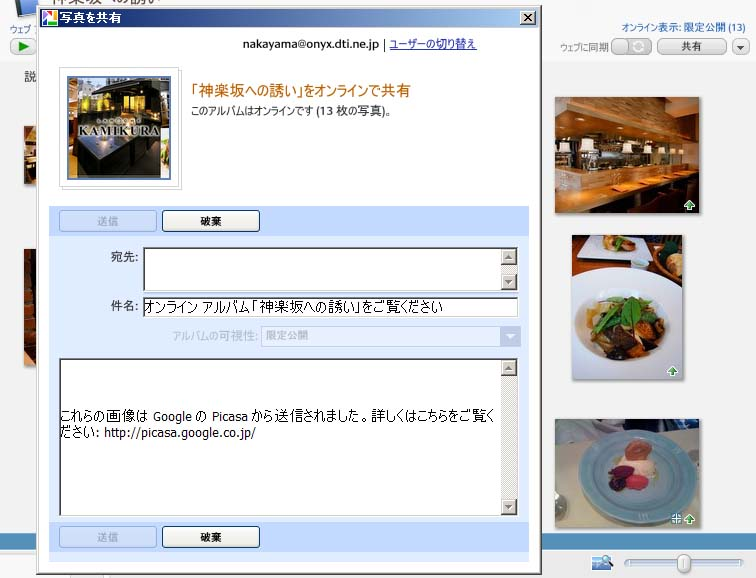 写真を共有
nakayama@onyx.dti.ne.jp | ユーザーの切り替え
「神楽坂への誘い」をオンラインで共有
このアルバムはオンラインです (13 枚の写真)。
KAMIKURA
送信
破棄
宛先:
件名: オンライン アルバム「神楽坂への誘い」をご覧ください
アルバムの可視性: 限定公開
これらの画像は Google の Picasa から送信されました。詳しくはこちらをご覧く
ださい: http://picasa.google.co.jp/
送信
破棄
ウェブ
説
オンライン表示: 限定公開 (13)
ウェブに同期
共有